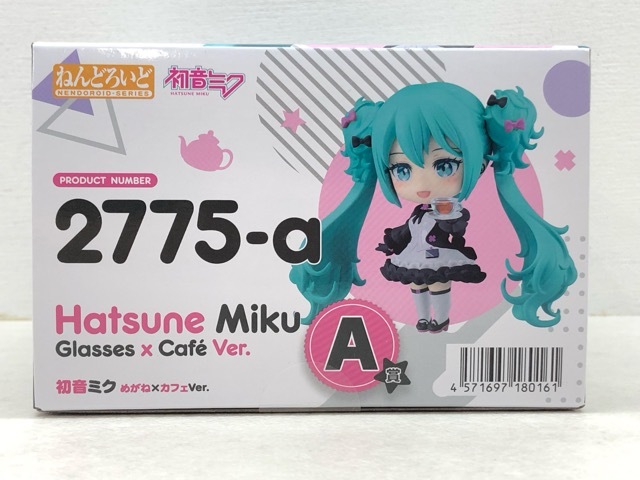 ねんどろいど
NENDOROID-SERIES
初音ミク
HATSUNE MIKU
PRODUCT NUMBER
2775-a
Hatsune Miku
Glasses x Café Ver.
初音ミク めがね×カフェVer.
A
賞
4 571697 180161